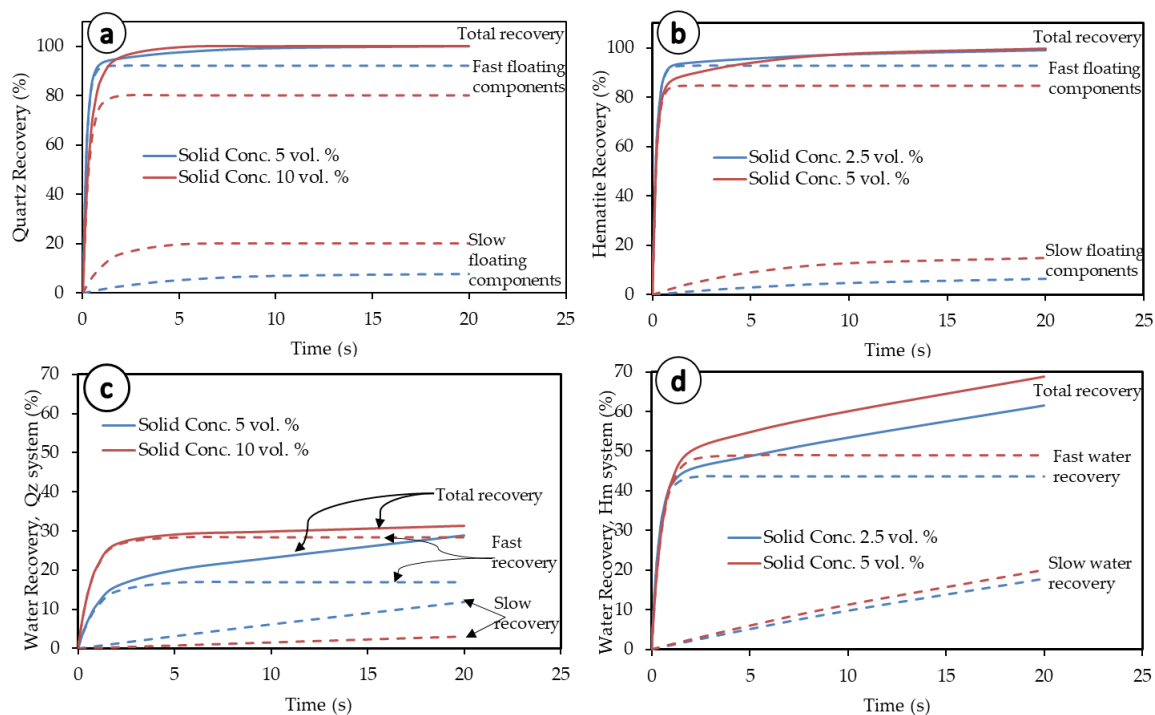 a
Quartz Recovery (%)
100
80
60
40
20
0
0
5
10
15
20
25
Time (s)
Total recovery
Fast floating
components
Solid Conc. 5 vol. %
Solid Conc. 10 vol. %
Slow
floating
components
b
Hematite Recovery (%)
100
80
60
40
20
0
0
5
10
15
20
25
Time (s)
Total recovery
Fast floating
components
Solid Conc. 2.5 vol. %
Solid Conc. 5 vol. %
Slow floating
components
c
Water Recovery, Qz system (%)
70
60
50
40
30
20
10
0
0
5
10
15
20
25
Time (s)
Solid Conc. 5 vol. %
Solid Conc. 10 vol. %
Total recovery
Fast
recovery
Slow
recovery
d
Water Recovery, Hm system (%)
70
60
50
40
30
20
10
0
0
5
10
15
20
25
Time (s)
Total recovery
Fast water
recovery
Solid Conc. 2.5 vol. %
Solid Conc. 5 vol. %
Slow water
recovery